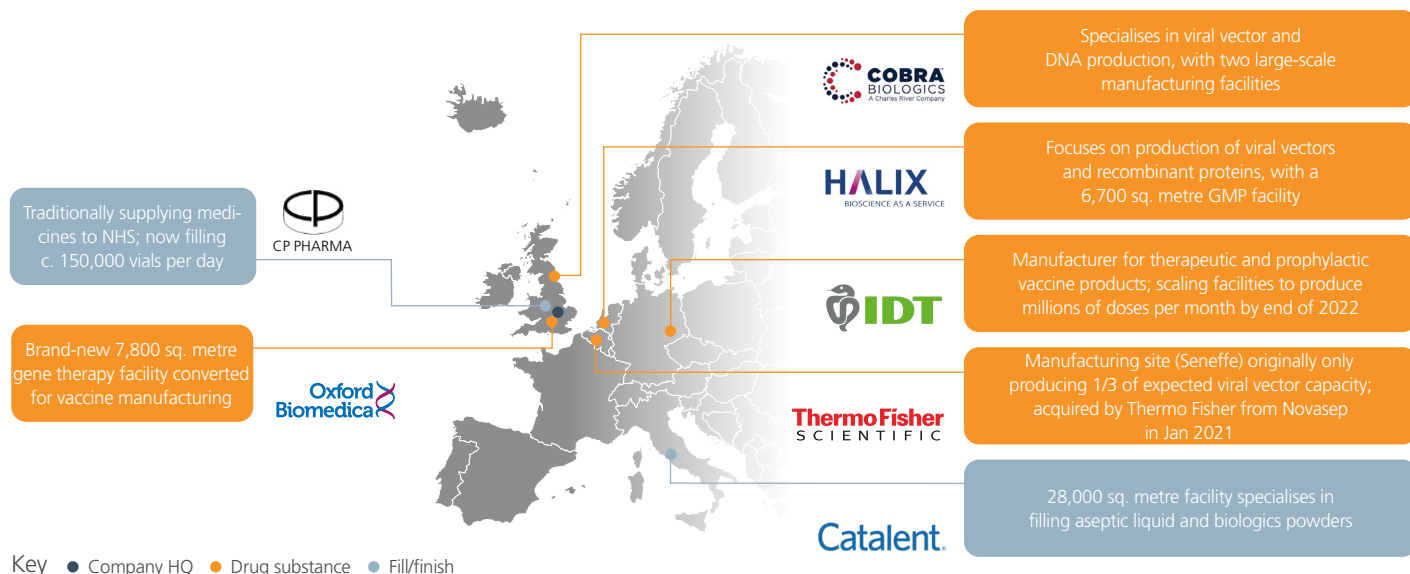 Specialises in viral vector and
DNA production, with two large-scale
manufacturing facilities
COBRA
BIOLOGICS
A Charles River Company
Focuses on production of viral vectors
and recombinant proteins, with a
6,700 sq. metre GMP facility
HALIX
BIOSCIENCE AS A SERVICE
Traditionally supplying medi-
cines to NHS; now filling
c. 150,000 vials per day
CP PHARMA
Manufacturer for therapeutic and prophylactic
vaccine products; scaling facilities to produce
millions of doses per month by end of 2022
IDT
Brand-new 7,800 sq. metre
gene therapy facility converted
for vaccine manufacturing
Oxford
Biomedica
Manufacturing site (Seneffe) originally only
producing 1/3 of expected viral vector capacity;
acquired by Thermo Fisher from Novasep
in Jan 2021
ThermoFisher
SCIENTIFIC
28,000 sq. metre facility specialises in
filling aseptic liquid and biologics powders
Catalent.
Key Company HQ Drug substance Fill/finish